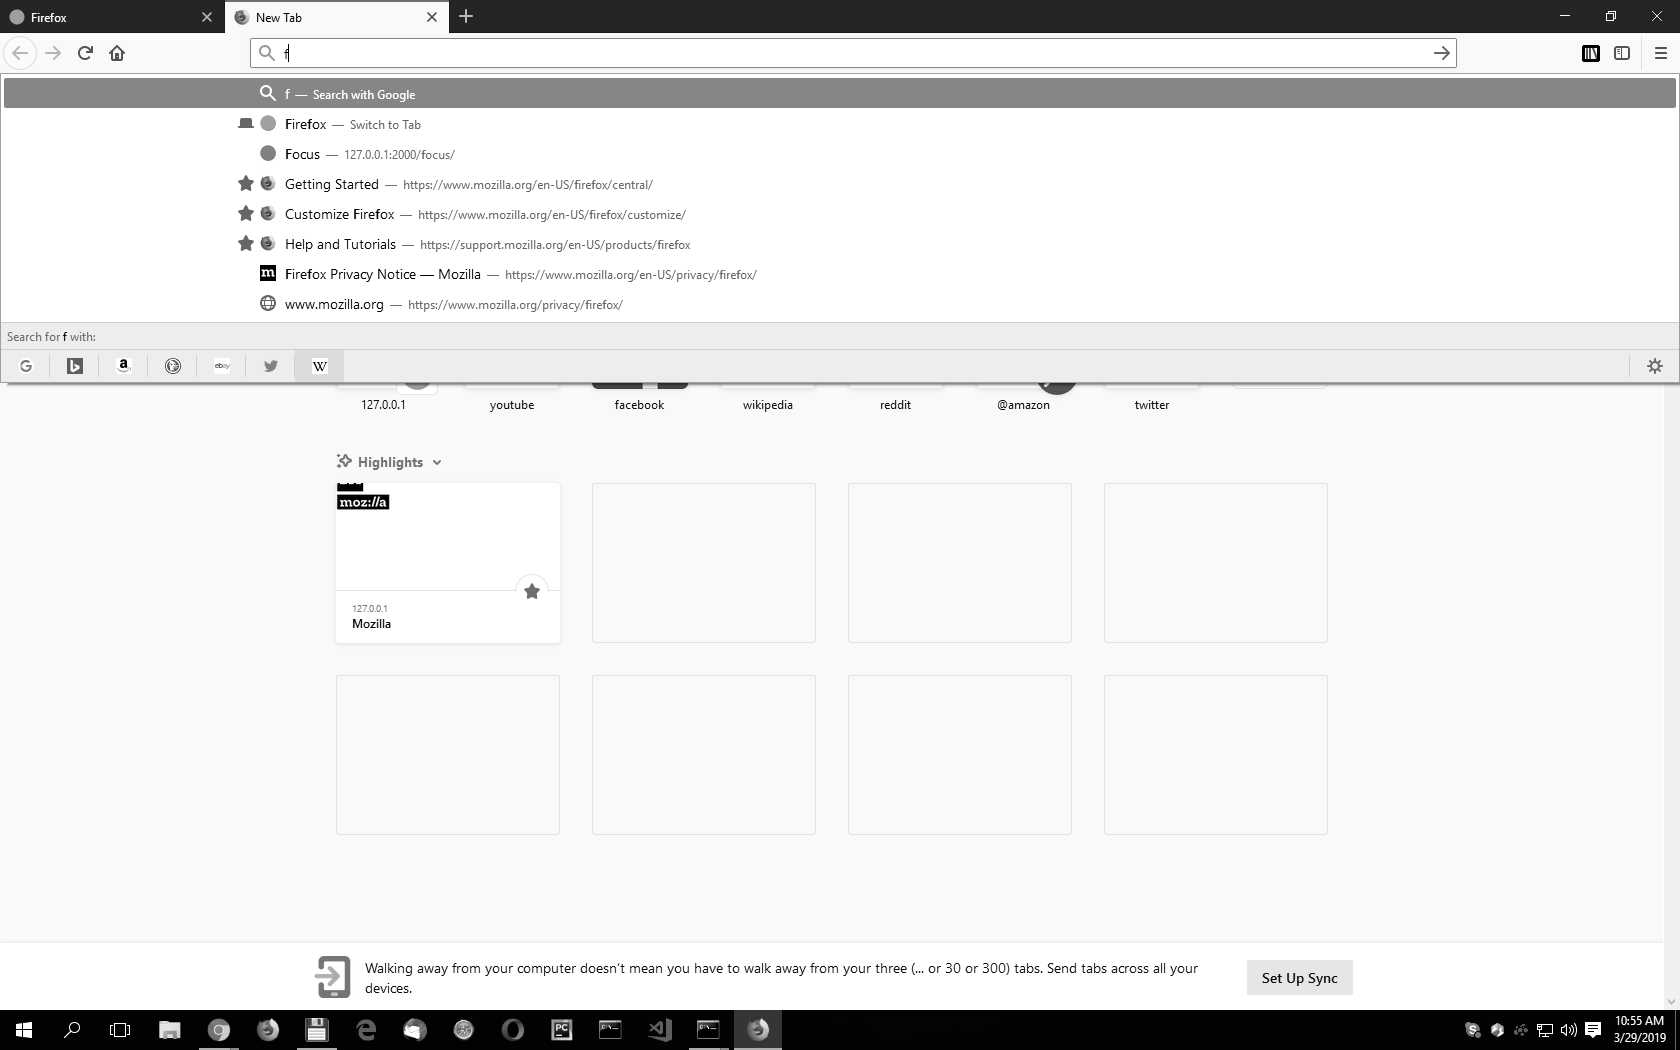 Firefox
New Tab
f
f — Search with Google
Firefox — Switch to Tab
Focus — 127.0.0.1:2000/focus/
Getting Started — https://www.mozilla.org/en-US/firefox/central/
Customize Firefox — https://www.mozilla.org/en-US/firefox/customize/
Help and Tutorials — https://support.mozilla.org/en-US/products/firefox
m Firefox Privacy Notice — Mozilla — https://www.mozilla.org/en-US/privacy/firefox/
www.mozilla.org — https://www.mozilla.org/privacy/firefox/
Search for f with:
G b a ebay W
127.0.0.1 youtube facebook wikipedia reddit @amazon twitter
Highlights
moz://a
127.0.0.1
Mozilla
Walking away from your computer doesn't mean you have to walk away from your three (... or 30 or 300) tabs. Send tabs across all your
devices.
Set Up Sync
PC
10:55 AM
3/29/2019